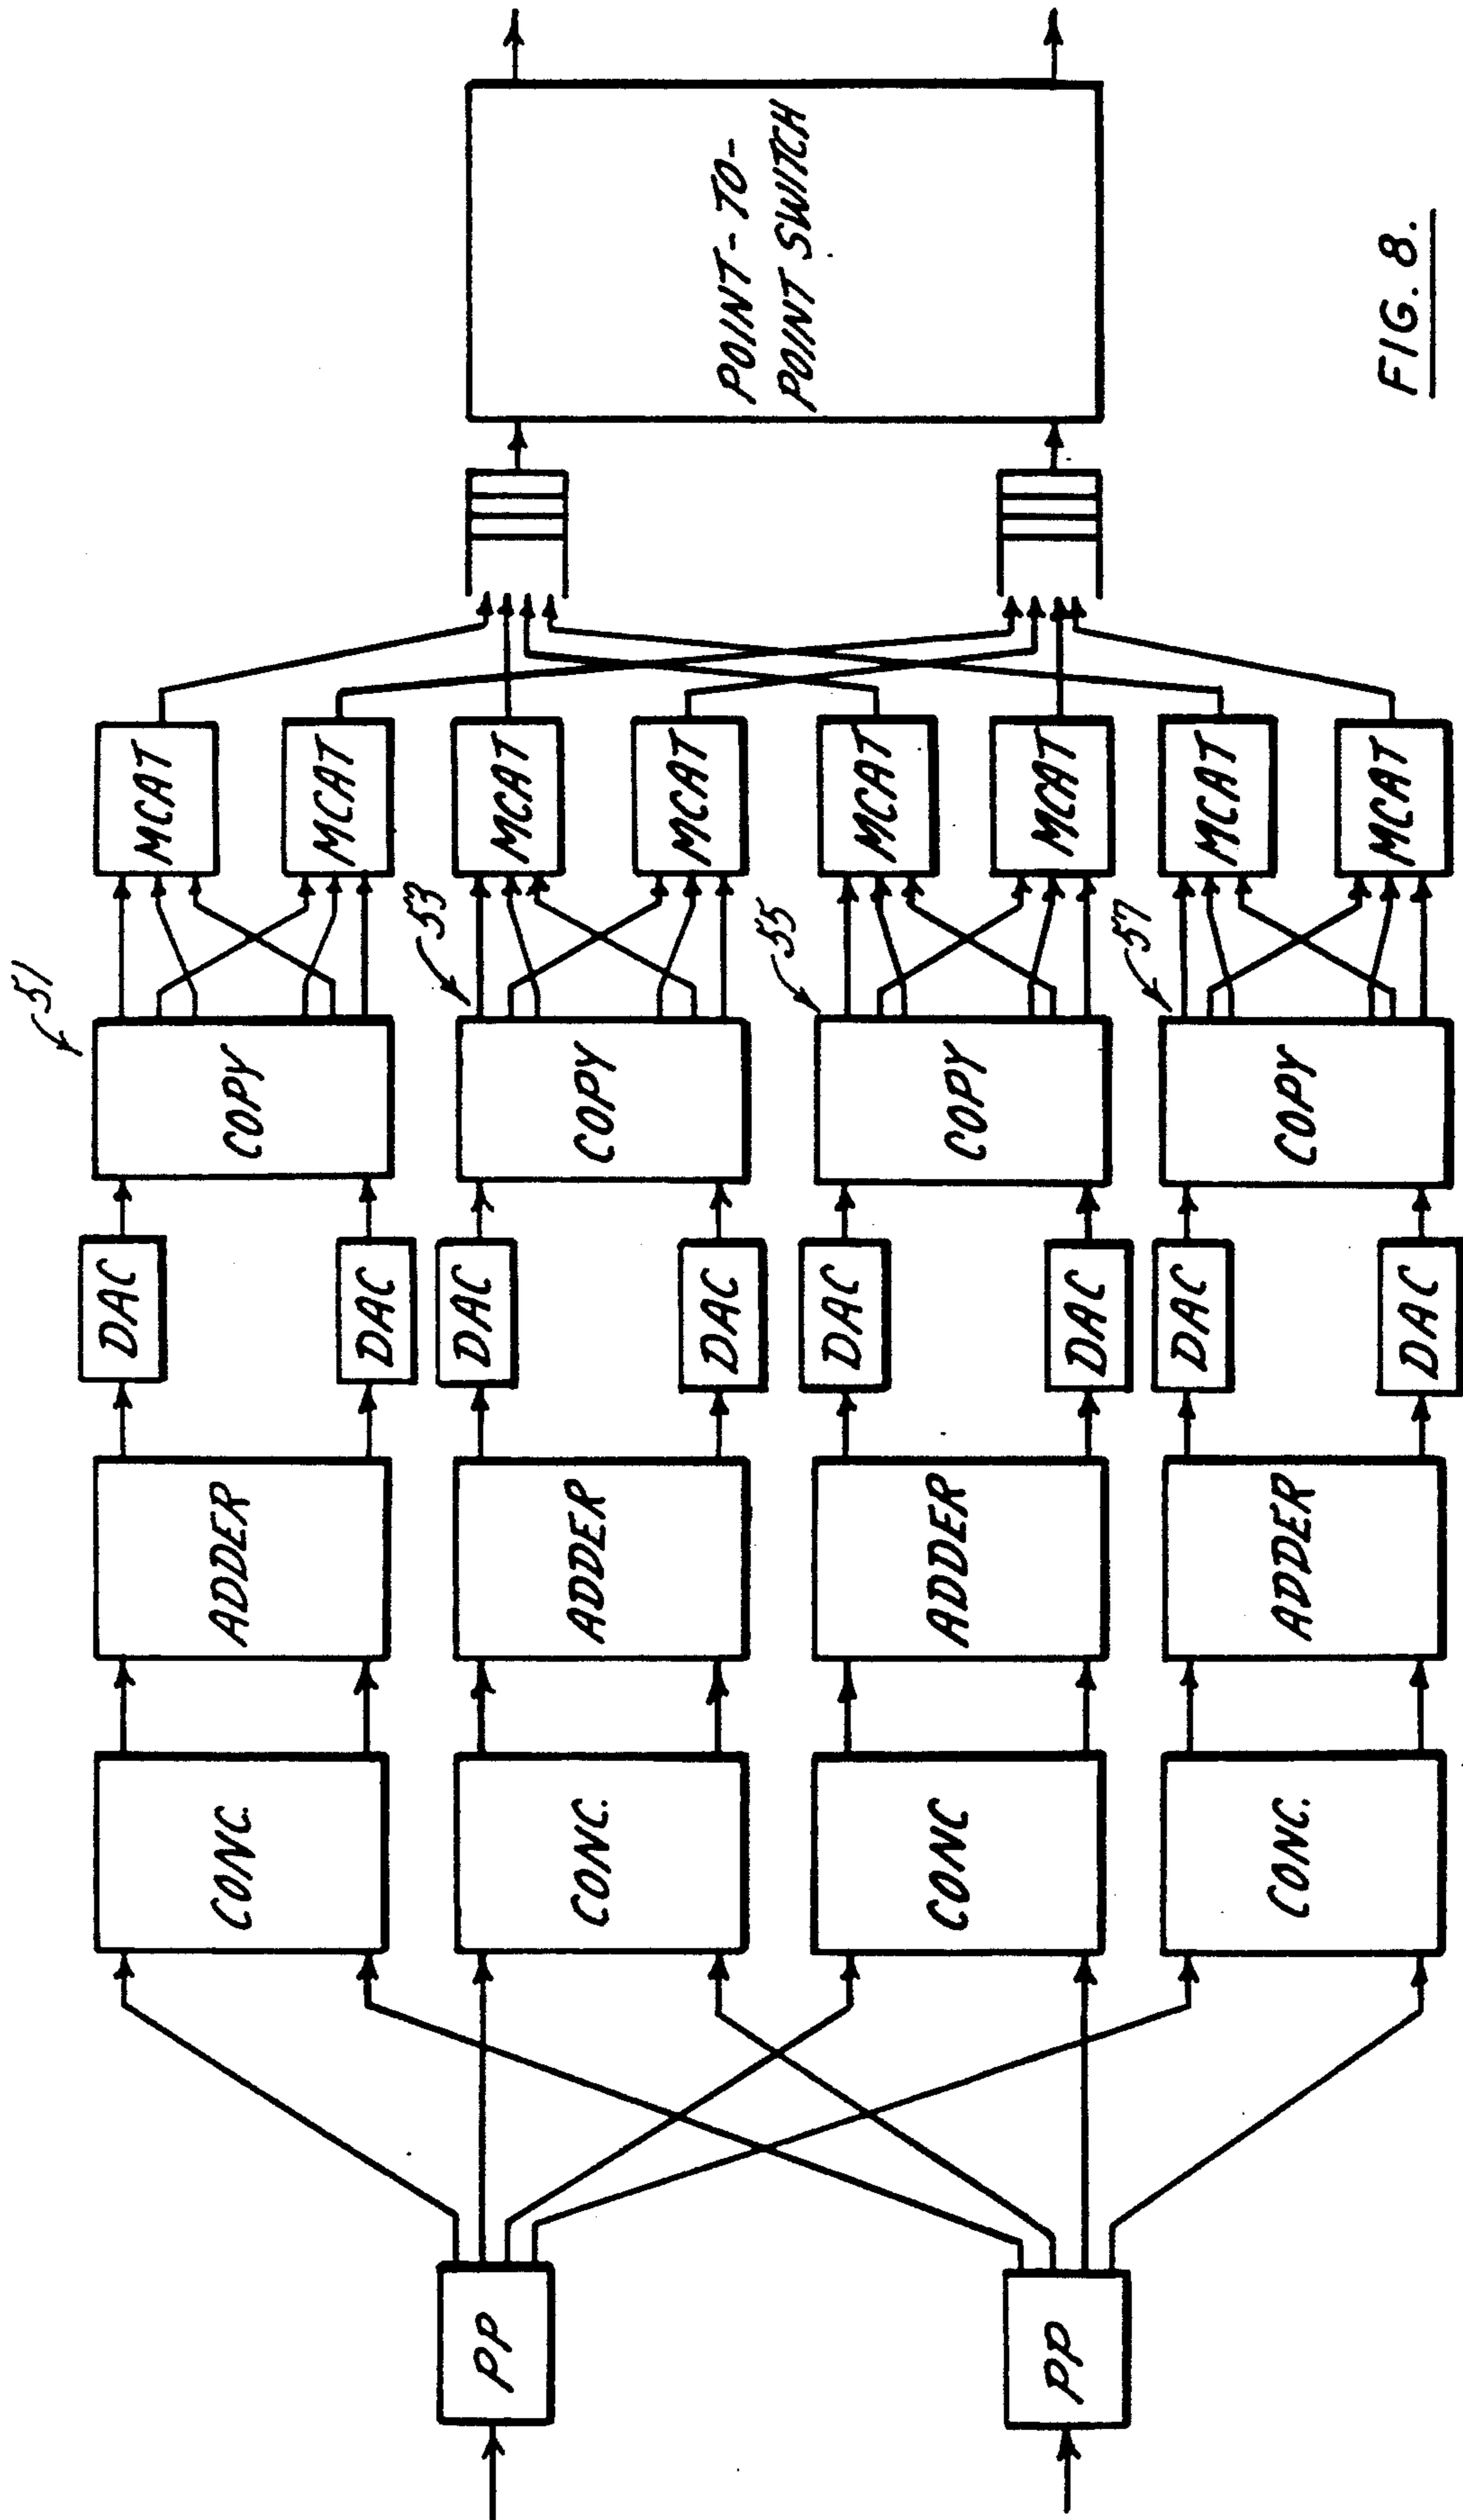 PP
PP
CONC.
CONC.
CONC
CONC.
ADDER
ADDER
ADDER
ADDER
DAC
DAC
DAC
DAC
DAC
DAC
DAC
DAC
COPY
COPY
COPY
COPY
51
53
55
57
MCAT
MCAT
MCAT
MCAT
MCAT
MCAT
MCAT
MCAT
POINT-TO-
POINT SWITCH
FIG. 8.